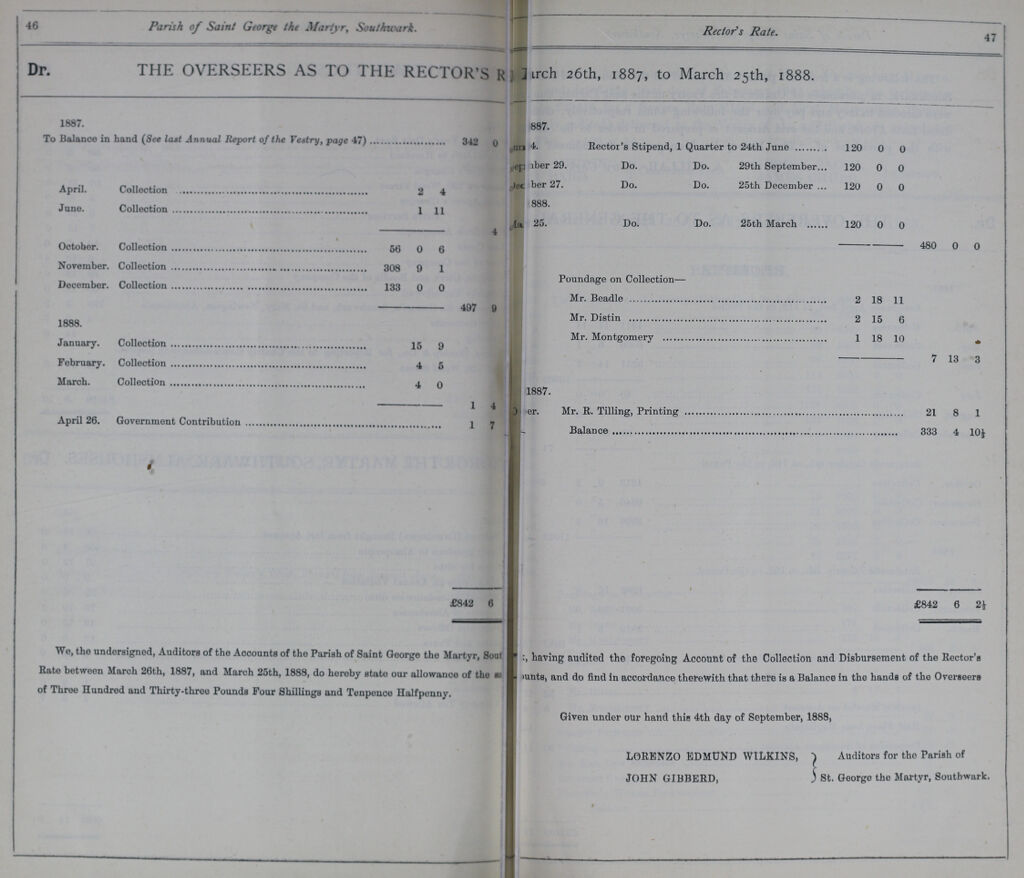 46
Parish of Saint George the Martyr, Southwark.
Dr.
THE OVERSEERS AS TO THE RECTOR'S R
1887.
To Balance in hand (See last Annual Report of the Vestry, page 47) 342 0
April. Collection 2 4
June. Collection 1 11
4
October. Collection 56 0 6
November. Collection 308 9 1
December. Collection 133 0 0
497 9
1888.
January. Collection 15 9
February. Collection 4 5
March. Collection 4 0
1 4
April 26. Government Contribution 1 7
£842 6
We, the undersigned, Auditors of the Accounts of the Parish of Saint George the Martyr, Sout
Rate between March 26th, 1887, and March 25th, 1888, do hereby state our allowance of the
of Three Hundred and Thirty-three Pounds Four Shillings and Tenpence Halfpenny.
Rector's Rate.
47
arch 26th, 1887, to March 25th, 1888.
887.
4. Rector's Stipend, 1 Quarter to 24th June 120 0 0
ber 29. Do. Do. 29th September... 120 0 0
ber 27. Do. Do. 25th December ... 120 0 0
888.
25. Do. Do. 25th March 120 0 0
480 0 0
Poundage on Collection—
Mr. Beadle 2 18 11
Mr. Distin 2 15 6
Mr. Montgomery 1 18 10
7 13 3
1887.
er. Mr. R. Tilling, Printing 21 8 1
Balance 333 4 10½
£842 6 2½
, having audited the foregoing Account of the Collection and Disbursement of the Rector's
unts, and do find in accordance therewith that there is a Balance in the hands of the Overseers
Given under our hand this 4th day of September, 1888,
LORENZO EDMUND WILKINS, } Auditors for the Parish of
JOHN GIBBERD, } St. George the Martyr, Southwark.